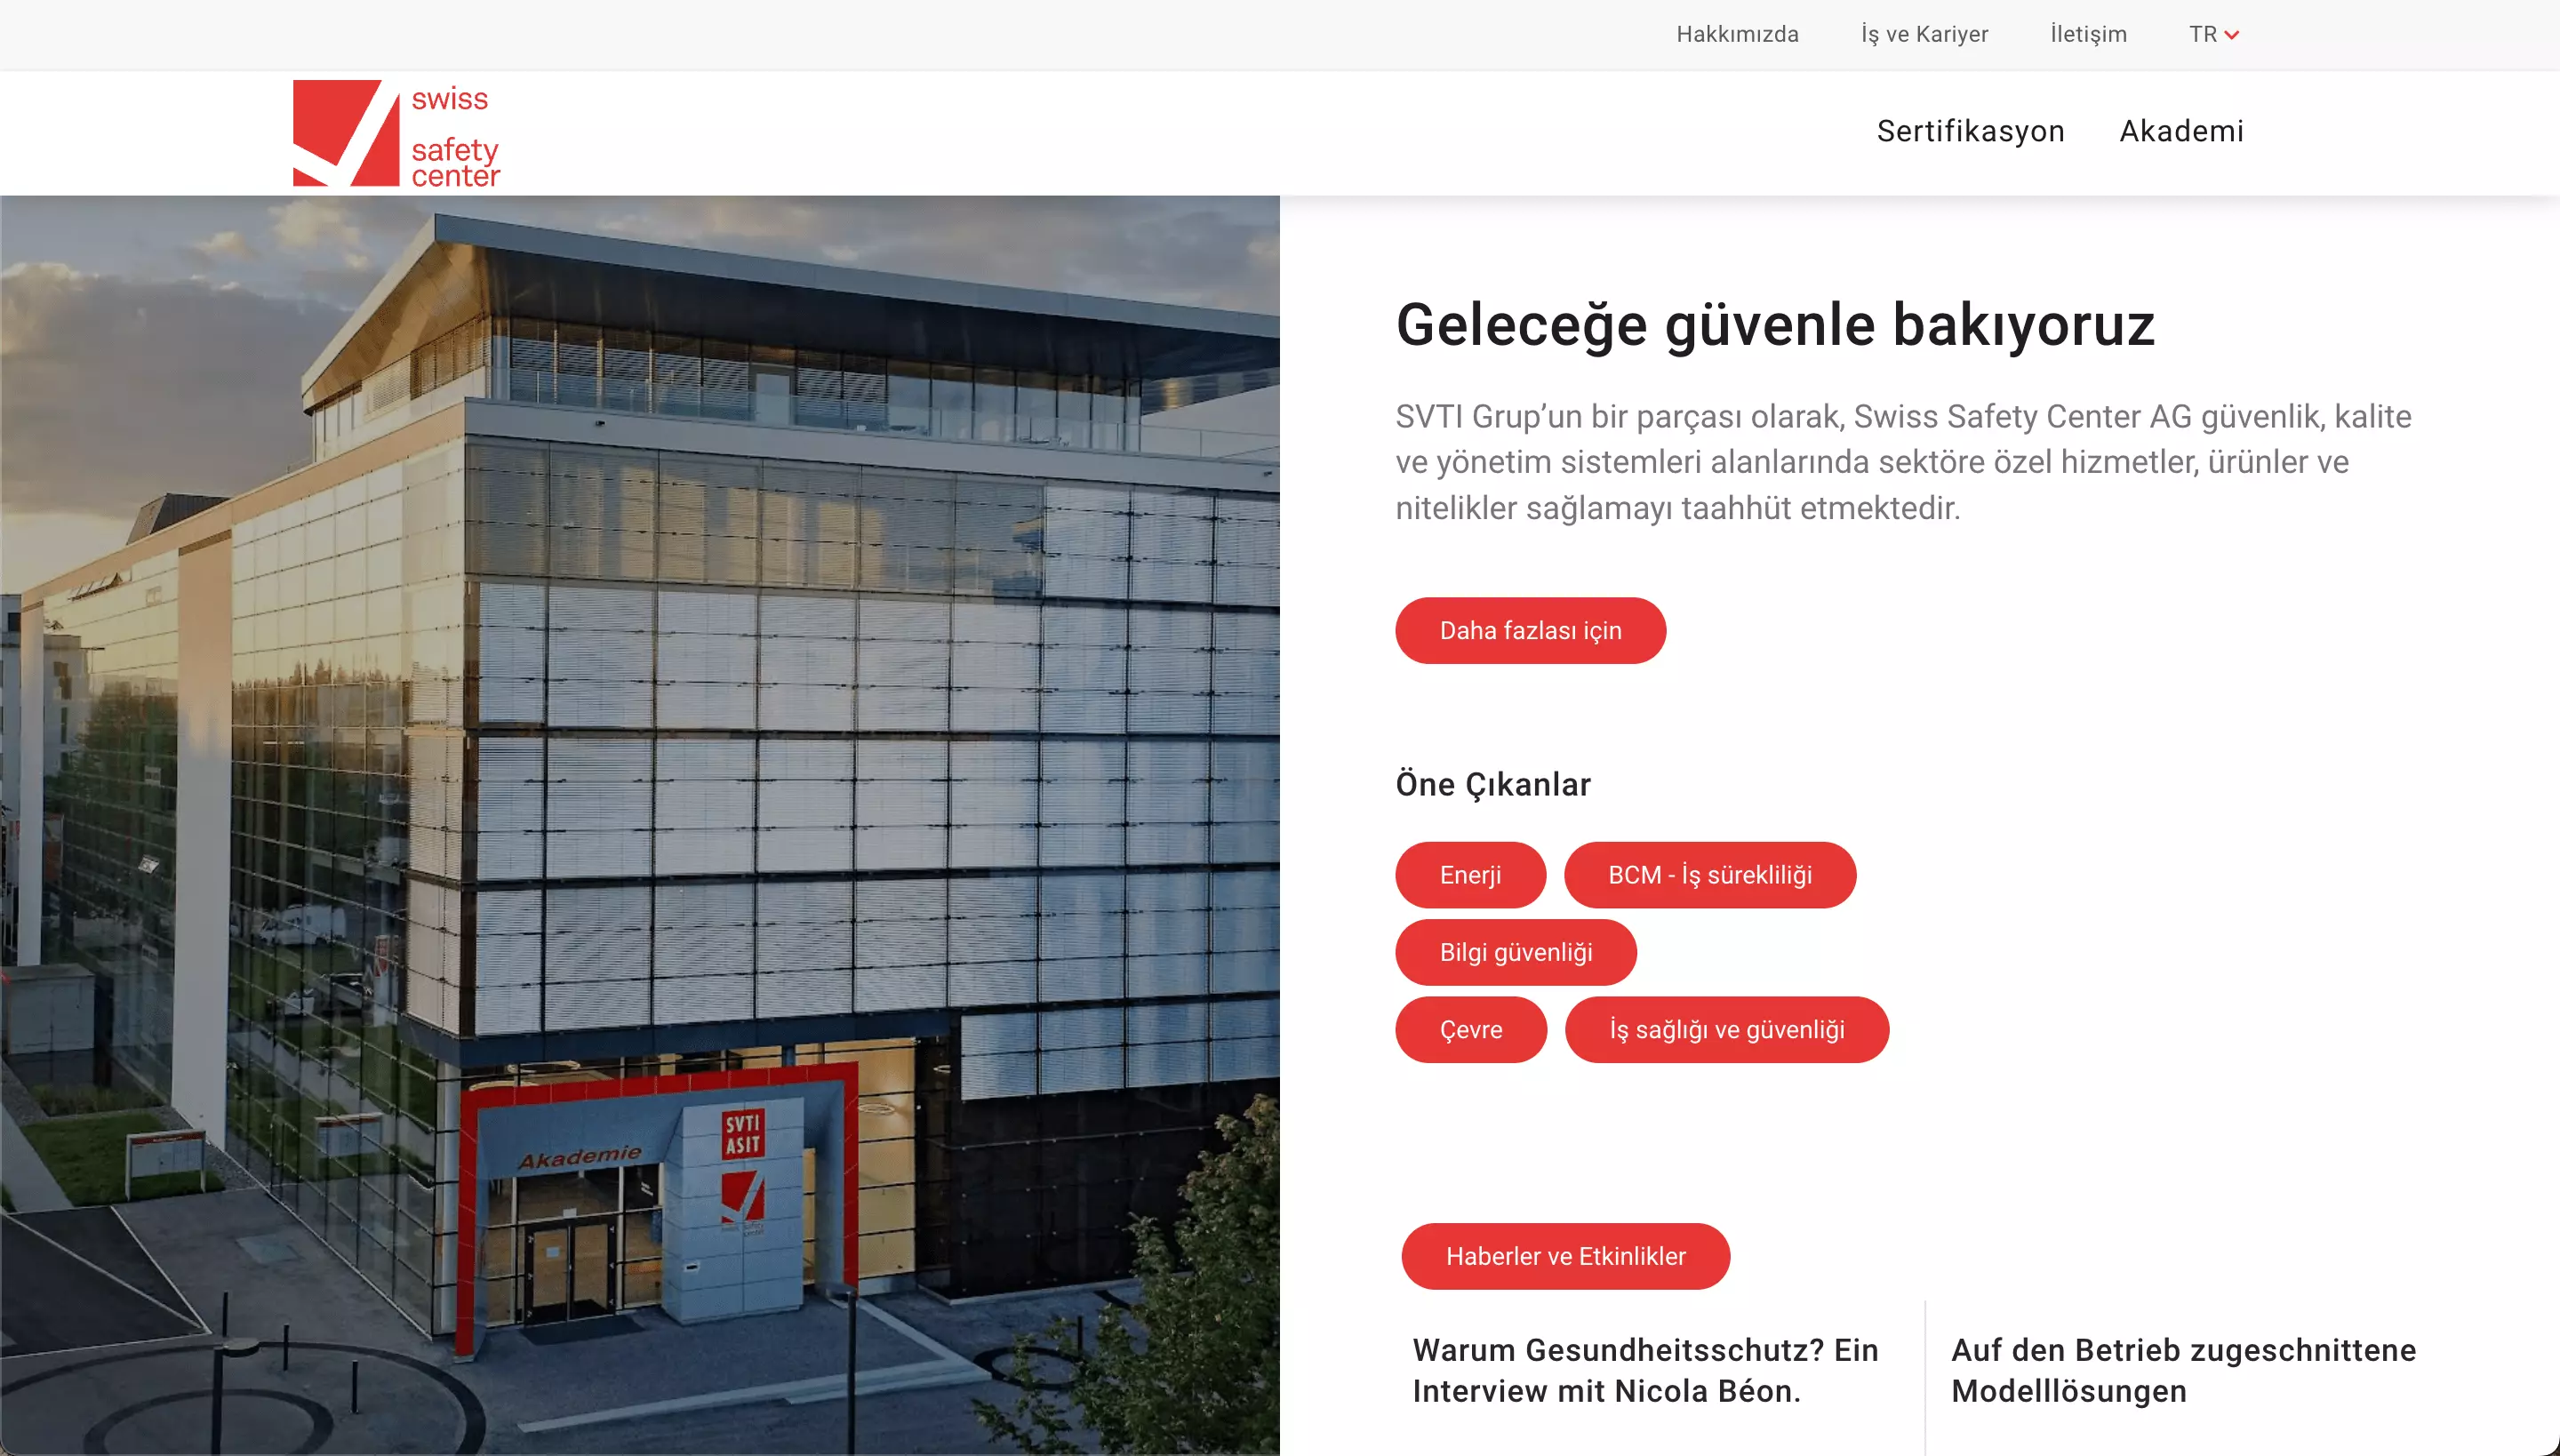 Hakkımızda
İş ve Kariyer
İletişim
TR
swiss
safety
center
Sertifikasyon
Akademi
Geleceğe güvenle bakıyoruz
SVTI Grup’un bir parçası olarak, Swiss Safety Center AG güvenlik, kalite
ve yönetim sistemleri alanlarında sektöre özel hizmetler, ürünler ve
nitelikler sağlamayı taahhüt etmektedir.
Daha fazlası için
Öne Çıkanlar
Enerji
BCM - İş sürekliliği
Bilgi güvenliği
Çevre
İş sağlığı ve güvenliği
Akademie
SVTI
ASIT
Haberler ve Etkinlikler
Warum Gesundheitsschutz? Ein
Interview mit Nicola Béon.
Auf den Betrieb zugeschnittene
Modelllösungen